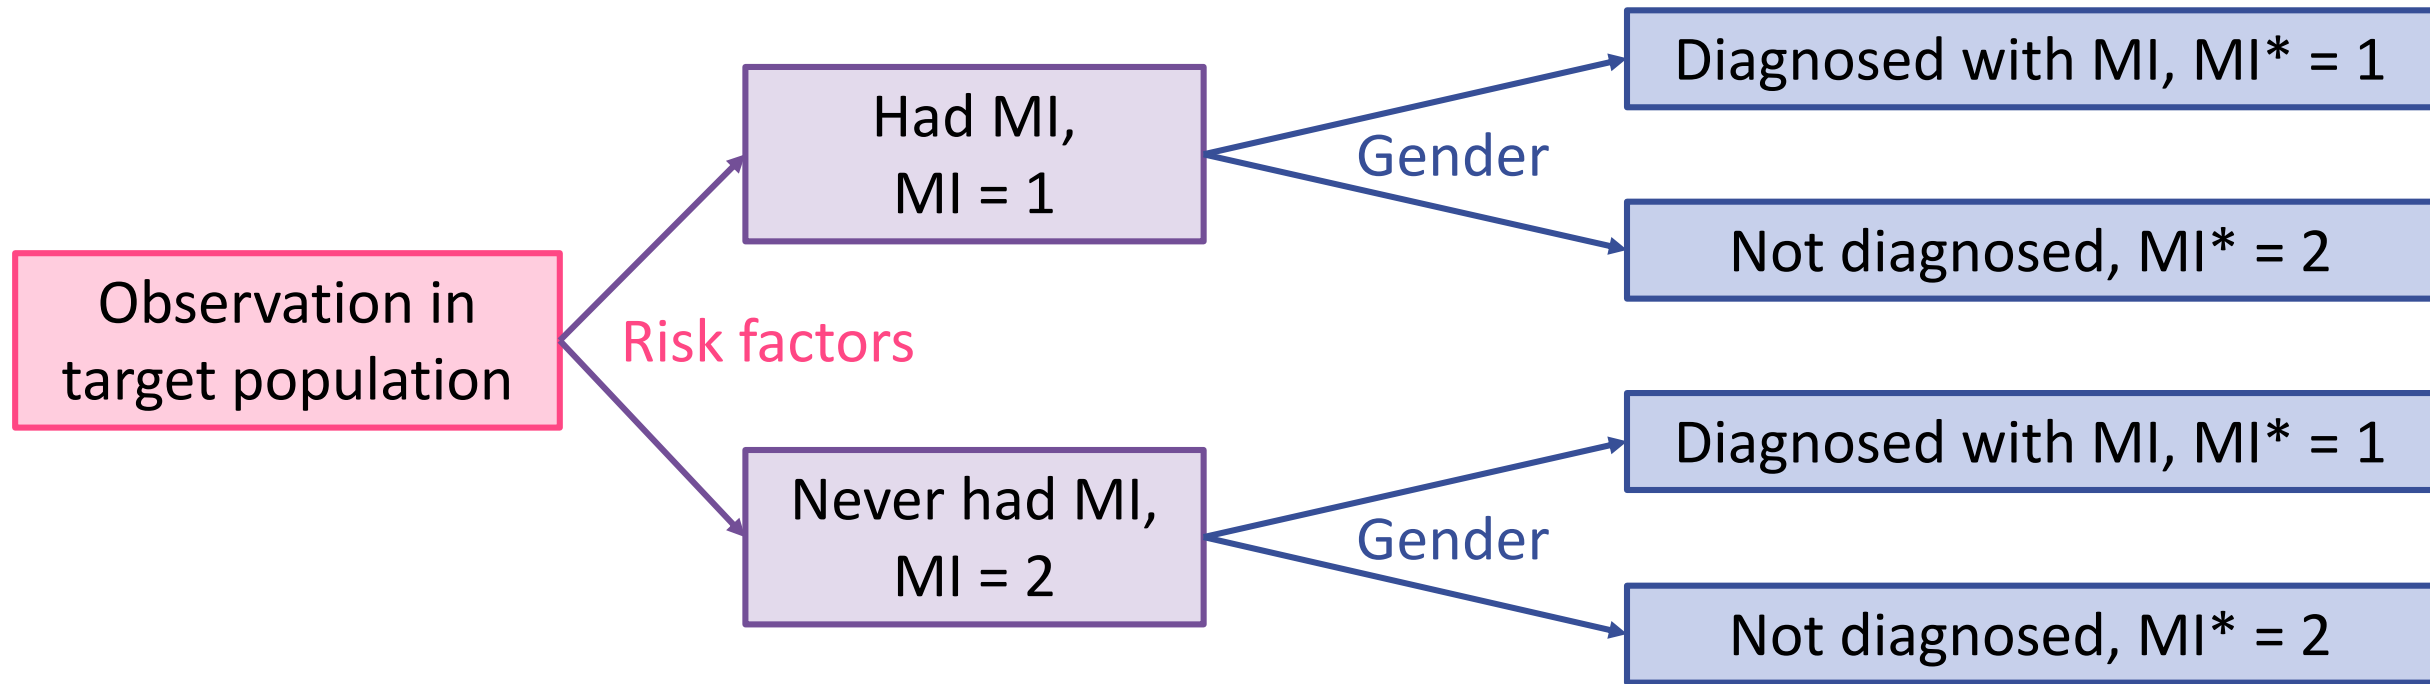 Observation in
target population
Risk factors
Had MI,
MI = 1
Never had MI,
MI = 2
Gender
Diagnosed with MI, MI* = 1
Not diagnosed, MI* = 2
Gender
Diagnosed with MI, MI* = 1
Not diagnosed, MI* = 2